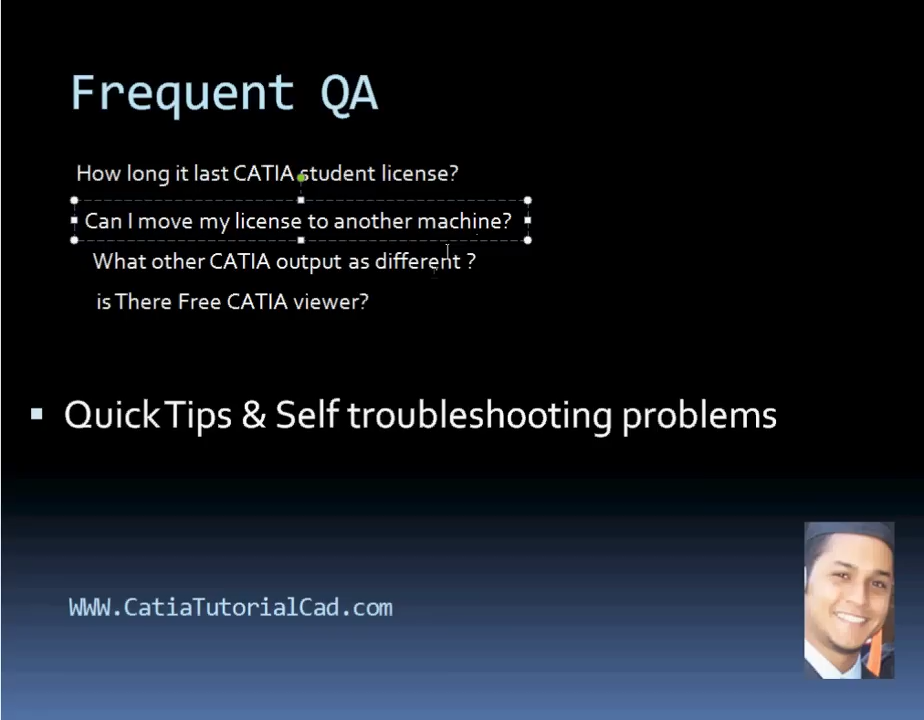 Frequent QA
How long it last CATIA student license?
Can I move my license to another machine?
What other CATIA output as different ?
is There Free CATIA viewer?
Quick Tips & Self troubleshooting problems
WWW.CatiaTutorialCad.com